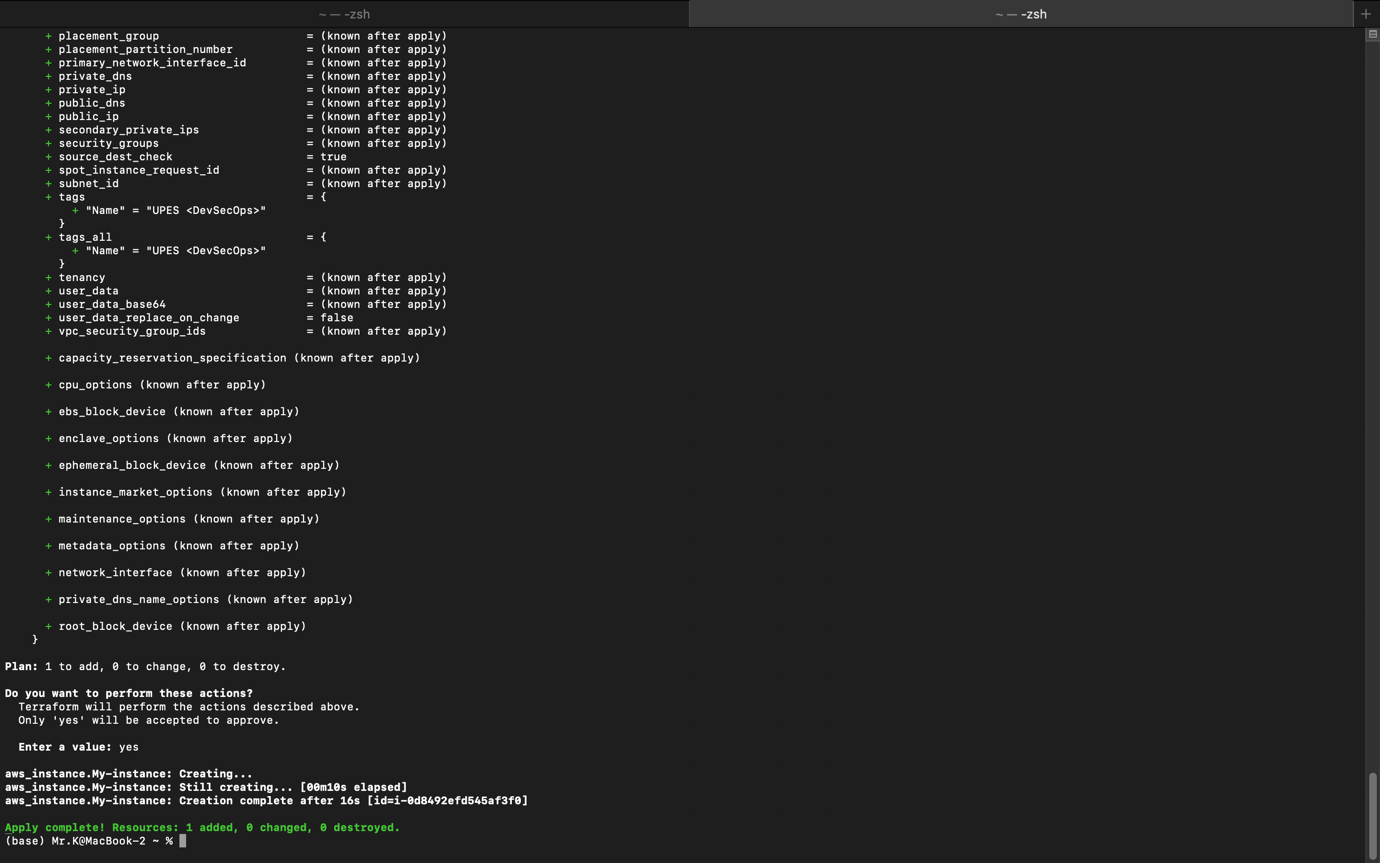 ~ — -zsh
~ — -zsh
+ placement_group = (known after apply)
+ placement_partition_number = (known after apply)
+ primary_network_interface_id = (known after apply)
+ private_dns = (known after apply)
+ private_ip = (known after apply)
+ public_dns = (known after apply)
+ public_ip = (known after apply)
+ secondary_private_ips = (known after apply)
+ security_groups = (known after apply)
+ source_dest_check = true
+ spot_instance_request_id = (known after apply)
+ subnet_id = (known after apply)
+ tags = {
+ "Name" = "UPES <DevSecOps>"
}
+ tags_all = {
+ "Name" = "UPES <DevSecOps>"
}
+ tenancy = (known after apply)
+ user_data = (known after apply)
+ user_data_base64 = (known after apply)
+ user_data_replace_on_change = false
+ vpc_security_group_ids = (known after apply)
+ capacity_reservation_specification (known after apply)
+ cpu_options (known after apply)
+ ebs_block_device (known after apply)
+ enclave_options (known after apply)
+ ephemeral_block_device (known after apply)
+ instance_market_options (known after apply)
+ maintenance_options (known after apply)
+ metadata_options (known after apply)
+ network_interface (known after apply)
+ private_dns_name_options (known after apply)
+ root_block_device (known after apply)
}
Plan: 1 to add, 0 to change, 0 to destroy.
Do you want to perform these actions?
Terraform will perform the actions described above.
Only 'yes' will be accepted to approve.
Enter a value: yes
aws_instance.My-instance: Creating...
aws_instance.My-instance: Still creating... [00m10s elapsed]
aws_instance.My-instance: Creation complete after 16s [id=i-0d8492efd545af3f0]
Apply complete! Resources: 1 added, 0 changed, 0 destroyed.
(base) Mr.K@MacBook-2 ~ %